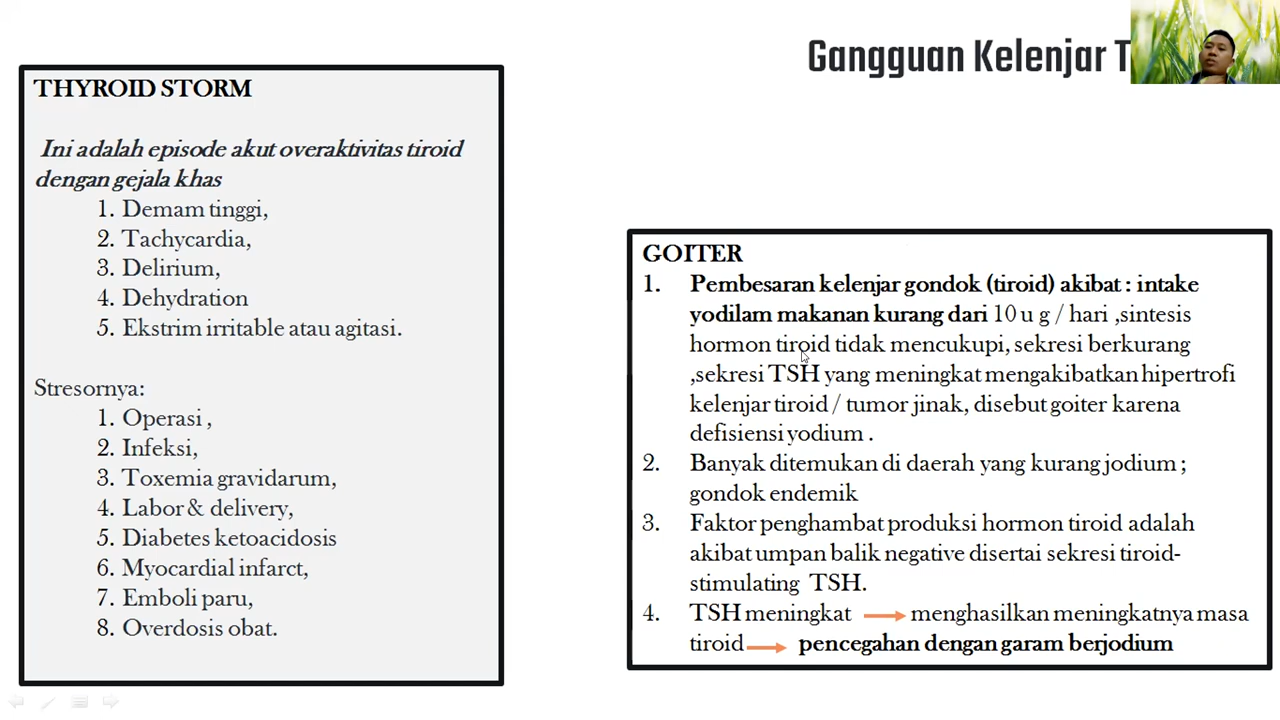 Gangguan Kelenjar T
THYROID STORM
Ini adalah episode akut overaktivitas tiroid
dengan gejala khas
1. Demam tinggi,
2. Tachycardia,
3. Delirium,
4. Dehydration
5. Ekstrim irritable atau agitasi.
Stresornya:
1. Operasi ,
2. Infeksi,
3. Toxemia gravidarum,
4. Labor & delivery,
5. Diabetes ketoacidosis
6. Myocardial infarct,
7. Emboli paru,
8. Overdosis obat.
GOITER
1. Pembesaran kelenjar gondok (tiroid) akibat : intake
yodilam makanan kurang dari 10 u g / hari ,sintesis
hormon tiroid tidak mencukupi, sekresi berkurang
,sekresi TSH yang meningkat mengakibatkan hipertrofi
kelenjar tiroid / tumor jinak, disebut goiter karena
defisiensi yodium .
2. Banyak ditemukan di daerah yang kurang jodium ;
gondok endemik
3. Faktor penghambat produksi hormon tiroid adalah
akibat umpan balik negative disertai sekresi tiroid-
stimulating TSH.
4. TSH meningkat → menghasilkan meningkatnya masa
tiroid → pencegahan dengan garam berjodium